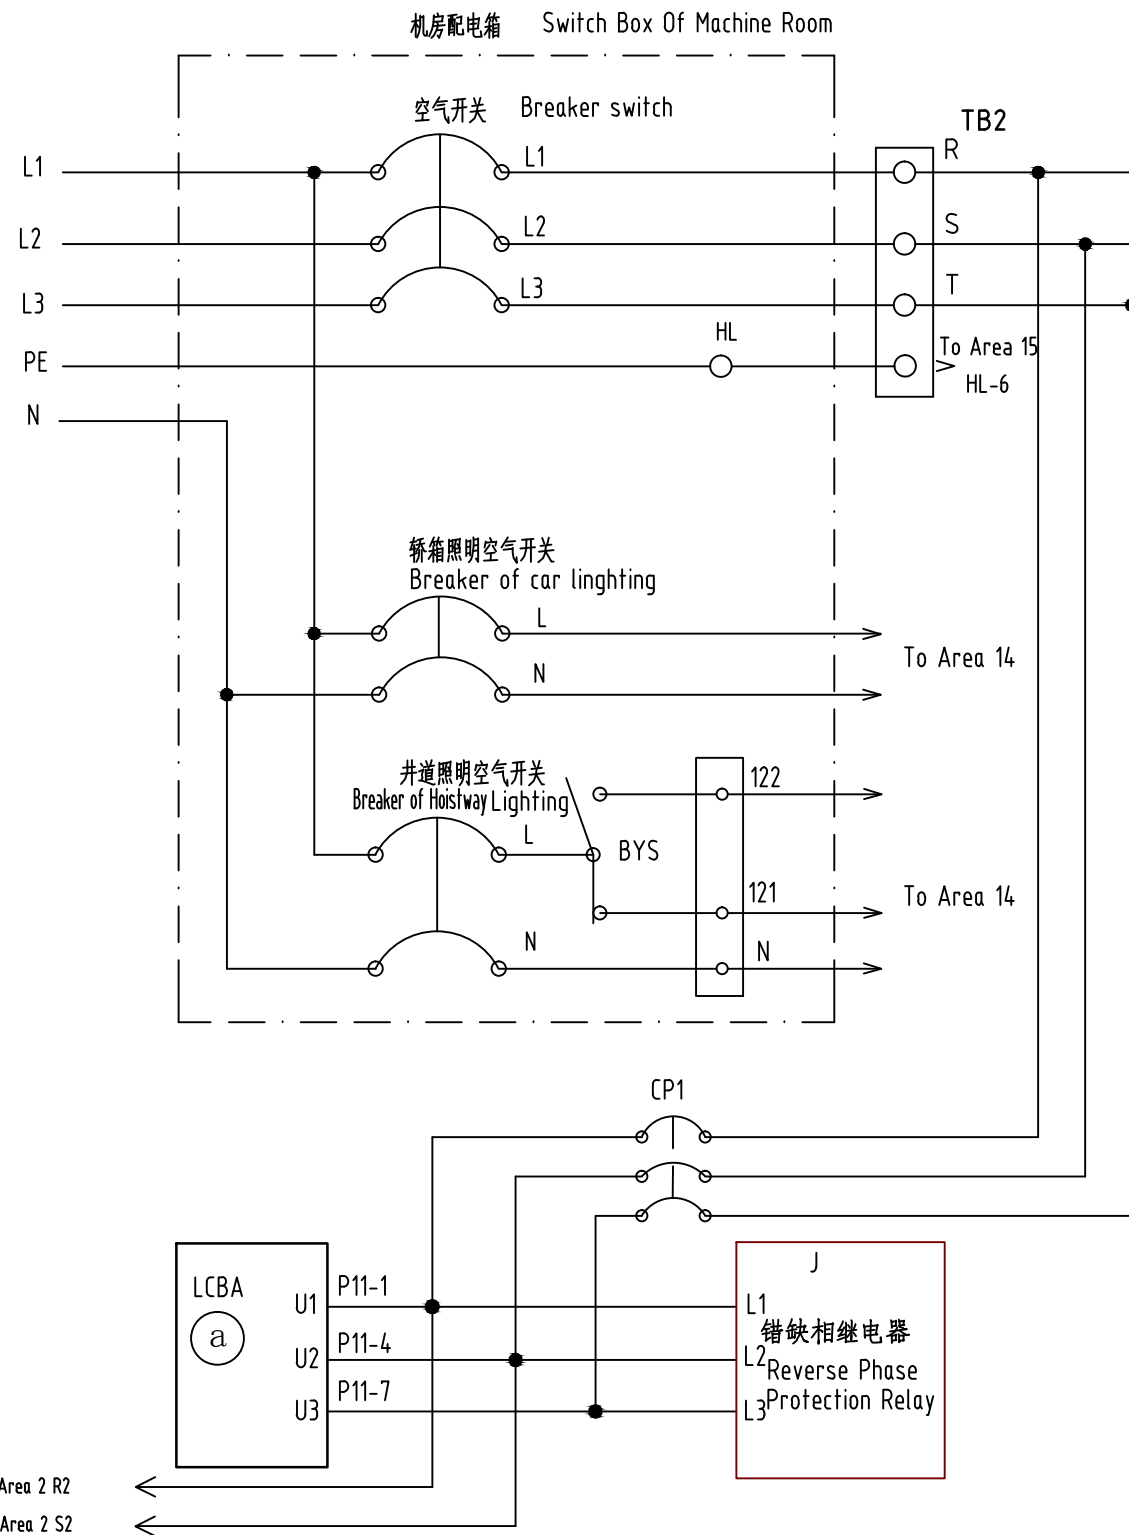 机房配电箱 Switch Box Of Machine Room
空气开关 Breaker switch
TB2
L1
L1
R
L2
L2
S
L3
L3
T
PE
HL
To Area 15
HL-6
N
轿箱照明空气开关
Breaker of car linghting
L
N
To Area 14
井道照明空气开关
Breaker of Hoistway Lighting
122
L
BYS
121
To Area 14
N
N
CP1
LCBA
a
U1
P11-1
U2
P11-4
U3
P11-7
J
L1
错缺相继电器
L2
Reverse Phase
Protection Relay
L3
Area 2 R2
Area 2 S2